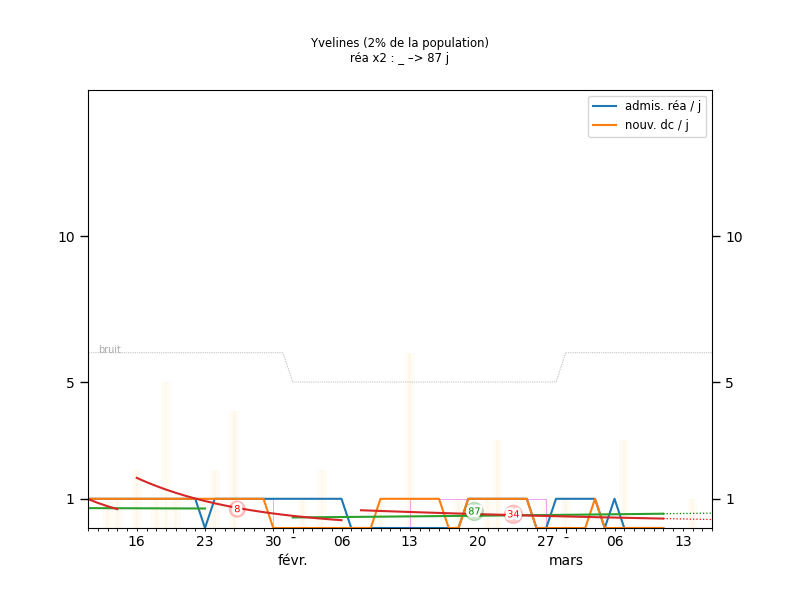 Yvelines (2% de la population)
réa x2 : _ –> 87 j
admis. réa / j
nouv. dc / j
10
10
bruit
5
5
1
1
8
87
34
16
23
30
-
06
13
20
27
-
06
13
févr.
mars